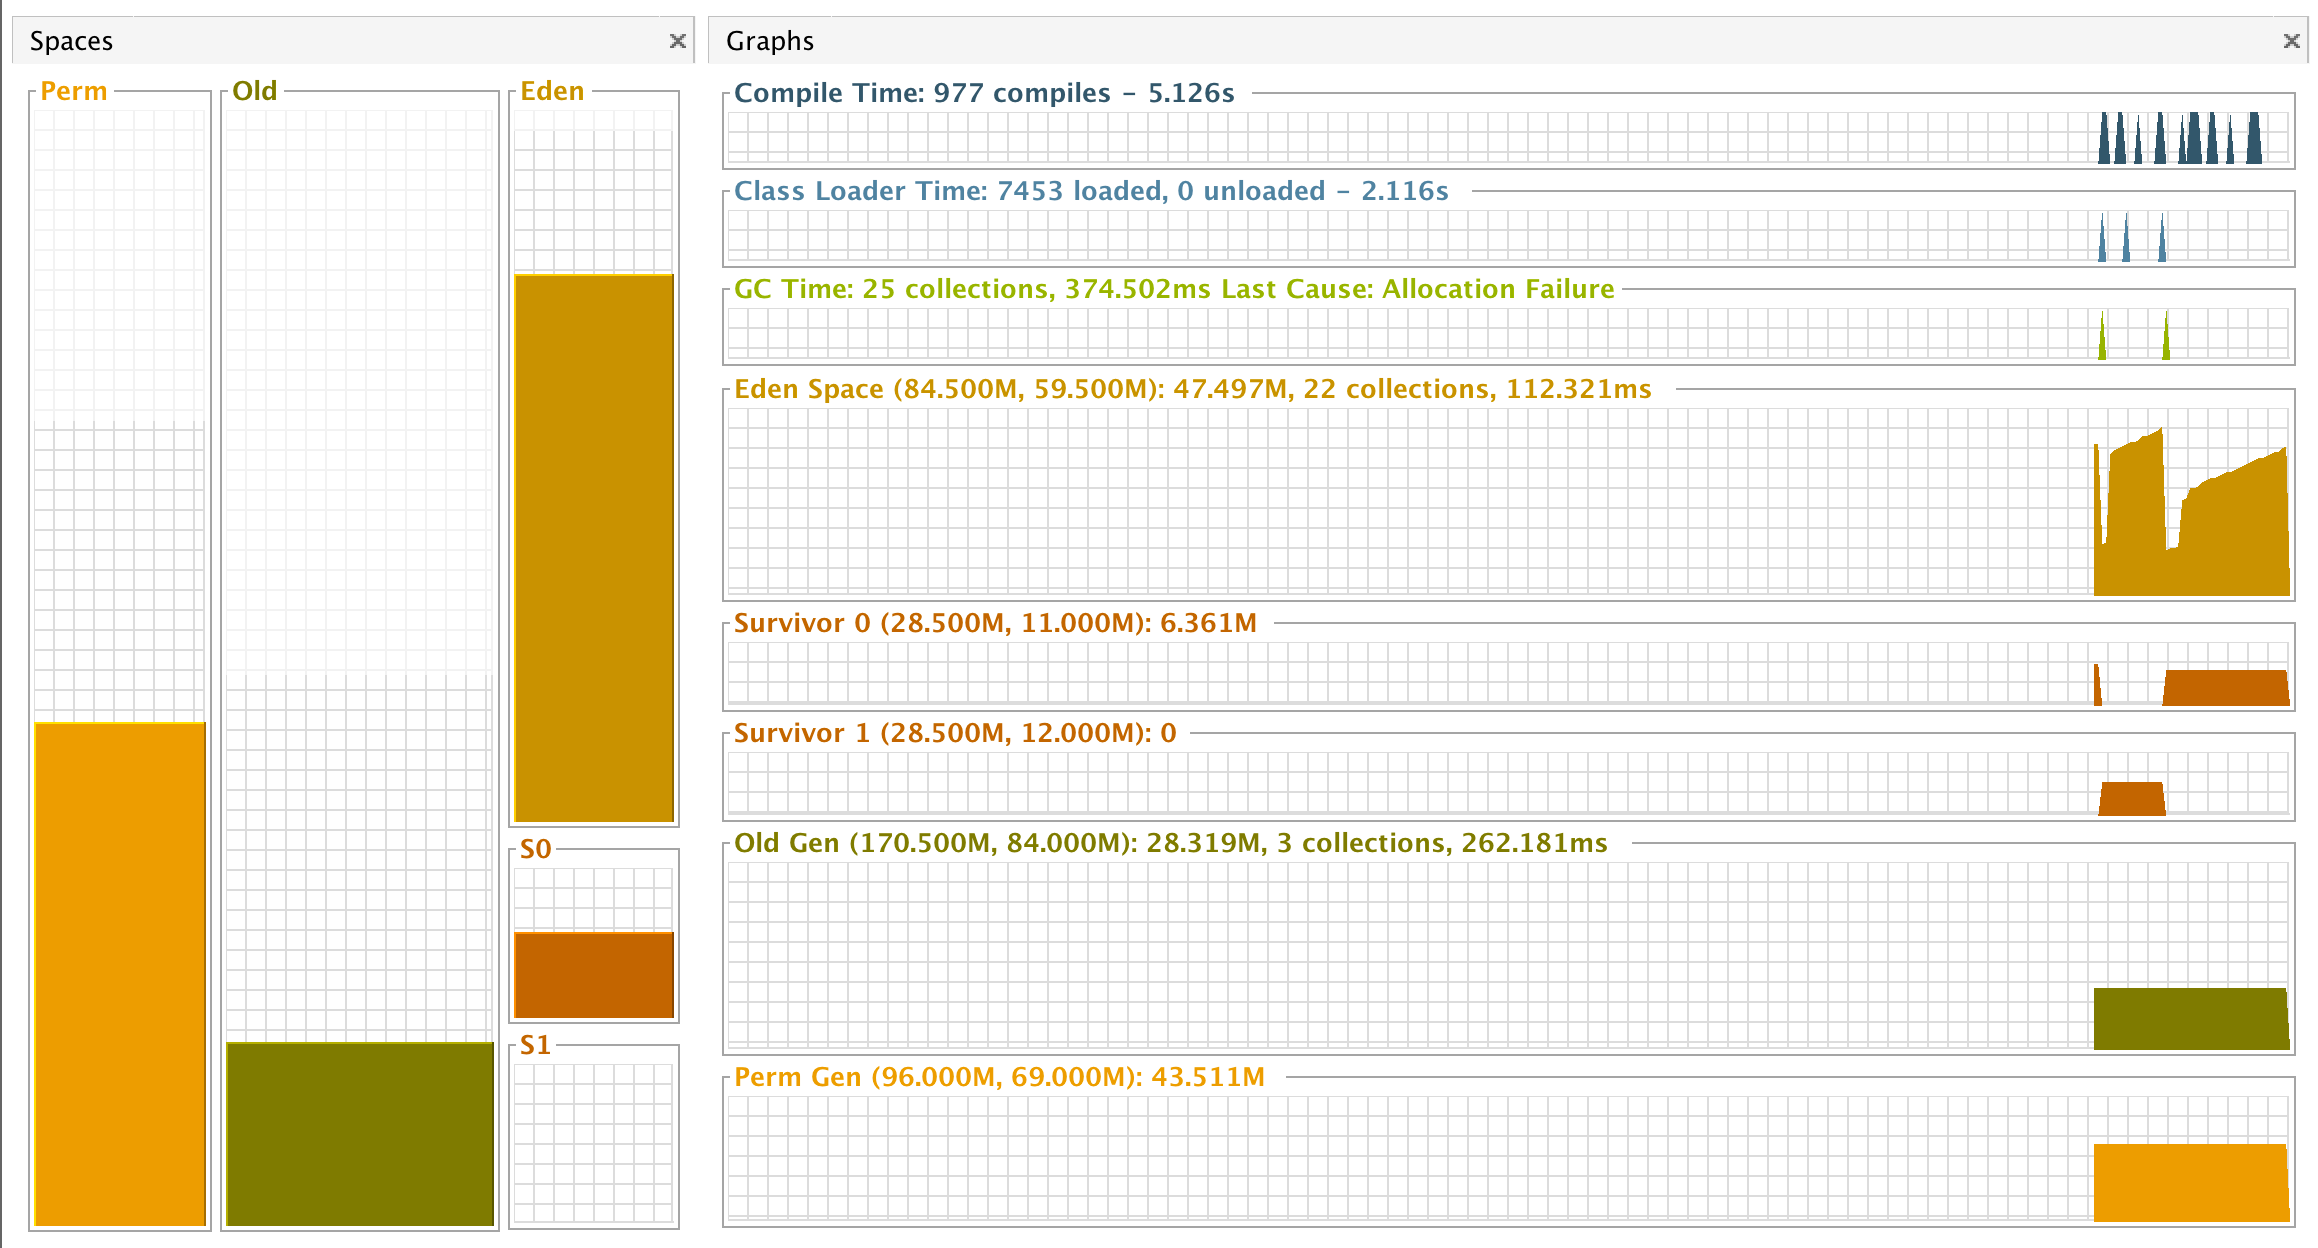 Spaces
Perm
Old
Eden
S0
S1
Graphs
Compile Time: 977 compiles - 5.126s
Class Loader Time: 7453 loaded, 0 unloaded - 2.116s
GC Time: 25 collections, 374.502ms Last Cause: Allocation Failure
Eden Space (84.500M, 59.500M): 47.497M, 22 collections, 112.321ms
Survivor 0 (28.500M, 11.000M): 6.361M
Survivor 1 (28.500M, 12.000M): 0
Old Gen (170.500M, 84.000M): 28.319M, 3 collections, 262.181ms
Perm Gen (96.000M, 69.000M): 43.511M